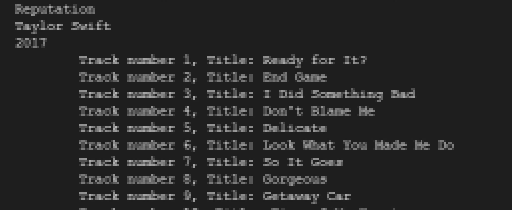 Reputation
Taylor Swift
2017
Track number 1, Title: Ready for It?
Track number 2, Title: End Game
Track number 3, Title: I Did Something Bad
Track number 4, Title: Don't Blame Me
Track number 5, Title: Delicate
Track number 6, Title: Look What You Made Me Do
Track number 7, Title: So It Goes
Track number 8, Title: Gorgeous
Track number 9, Title: Getaway Car